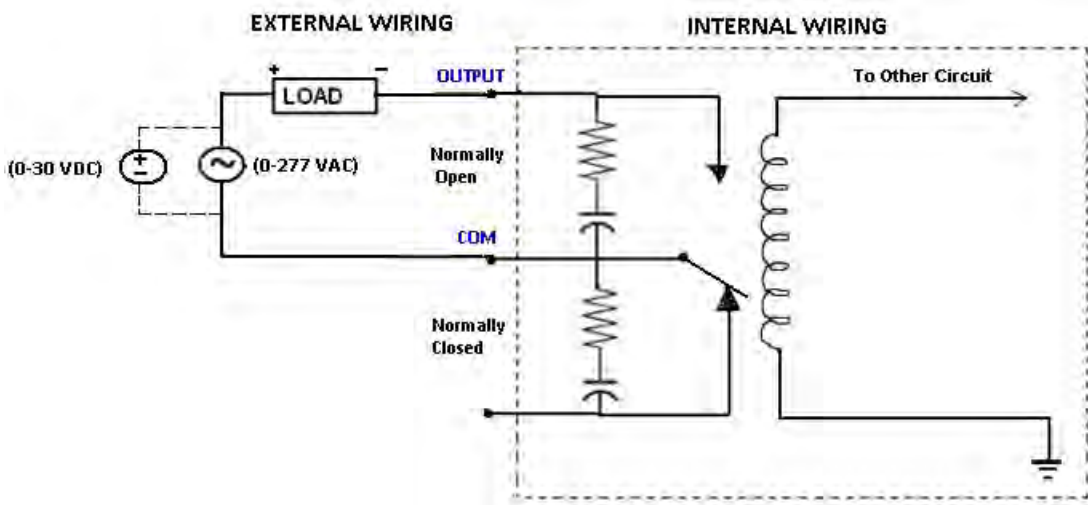 EXTERNAL WIRING
INTERNAL WIRING
+ −
LOAD
OUTPUT
To Other Circuit
(0-30 VDC)
+
−
~
(0-277 VAC)
Normally
Open
COM
Normally
Closed